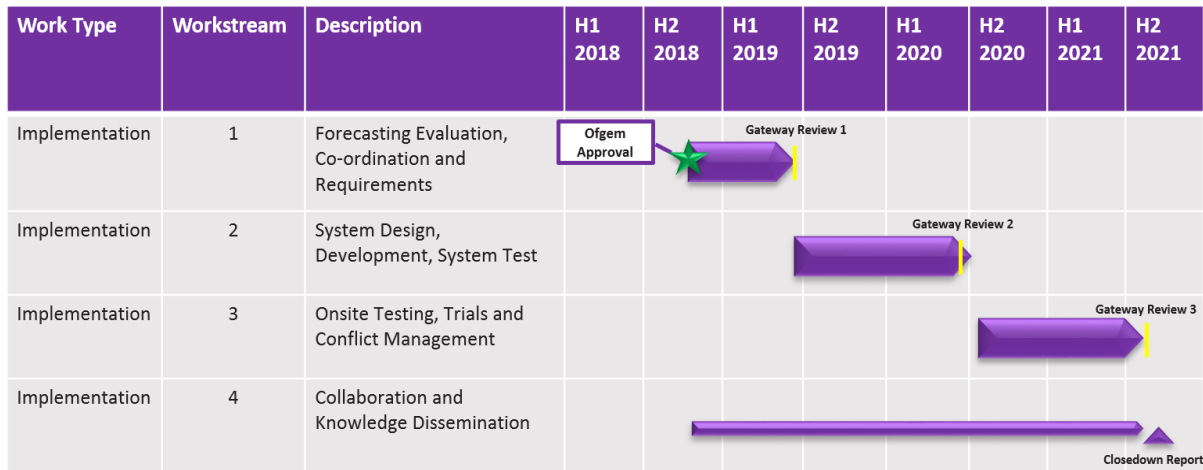 Work Type Workstream Description H1 2018 H2 2018 H1 2019 H2 2019 H1 2020 H2 2020 H1 2021 H2 2021
Implementation 1 Forecasting Evaluation,
Co-ordination and
Requirements
Ofgem
Approval
Gateway Review 1
Implementation 2 System Design,
Development, System Test
Gateway Review 2
Implementation 3 Onsite Testing, Trials and
Conflict Management
Gateway Review 3
Implementation 4 Collaboration and
Knowledge Dissemination
Closedown Report